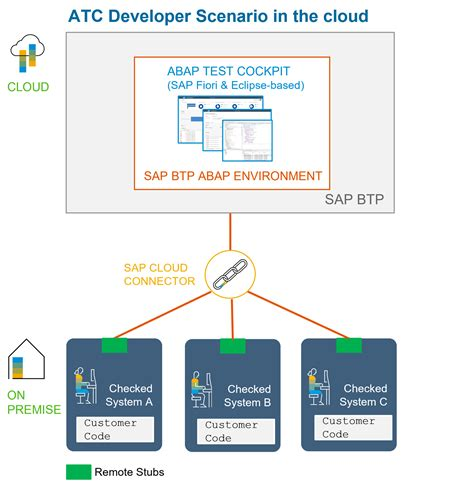 ATC Developer Scenario in the cloud
CLOUD
ABAP TEST COCKPIT
(SAP Fiori & Eclipse-based)
SAP BTP ABAP ENVIRONMENT
SAP BTP
SAP CLOUD
CONNECTOR
ON
PREMISE
Checked
System A
Customer
Code
Checked
System B
Customer
Code
Checked
System C
Customer
Code
Remote Stubs